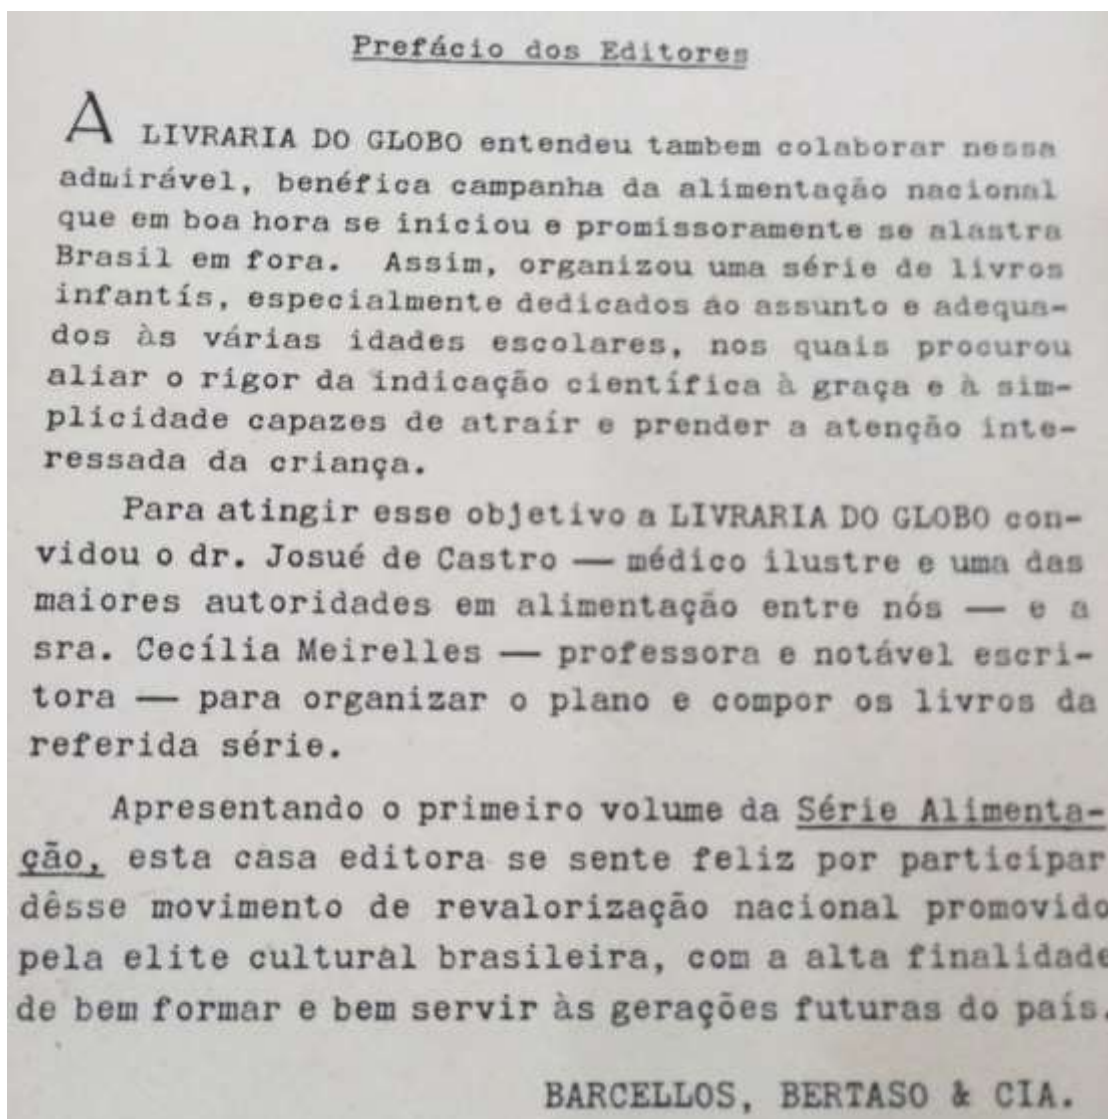 Prefácio dos Editores
A LIVRARIA DO GLOBO entendeu tambem colaborar nessa
admirável, benéfica campanha da alimentação nacional
que em boa hora se iniciou e promissoramente se alastra
Brasil em fora. Assim, organizou uma série de livros
infantís, especialmente dedicados ao assunto e adequa-
dos às várias idades escolares, nos quais procurou
aliar o rigor da indicação científica à graça e à sim-
plicidade capazes de atraír e prender a atenção inte-
ressada da criança.
Para atingir esse objetivo a LIVRARIA DO GLOBO con-
vidou o dr. Josué de Castro — médico ilustre e uma das
maiores autoridades em alimentação entre nós — e a
sra. Cecília Meirelles — professora e notável escri-
tora — para organizar o plano e compor os livros da
referida série.
Apresentando o primeiro volume da Série Alimenta-
ção, esta casa editora se sente feliz por participar
dêsse movimento de revalorização nacional promovido
pela elite cultural brasileira, com a alta finalidade
de bem formar e bem servir às gerações futuras do país.
BARCELLOS, BERTASO & CIA.